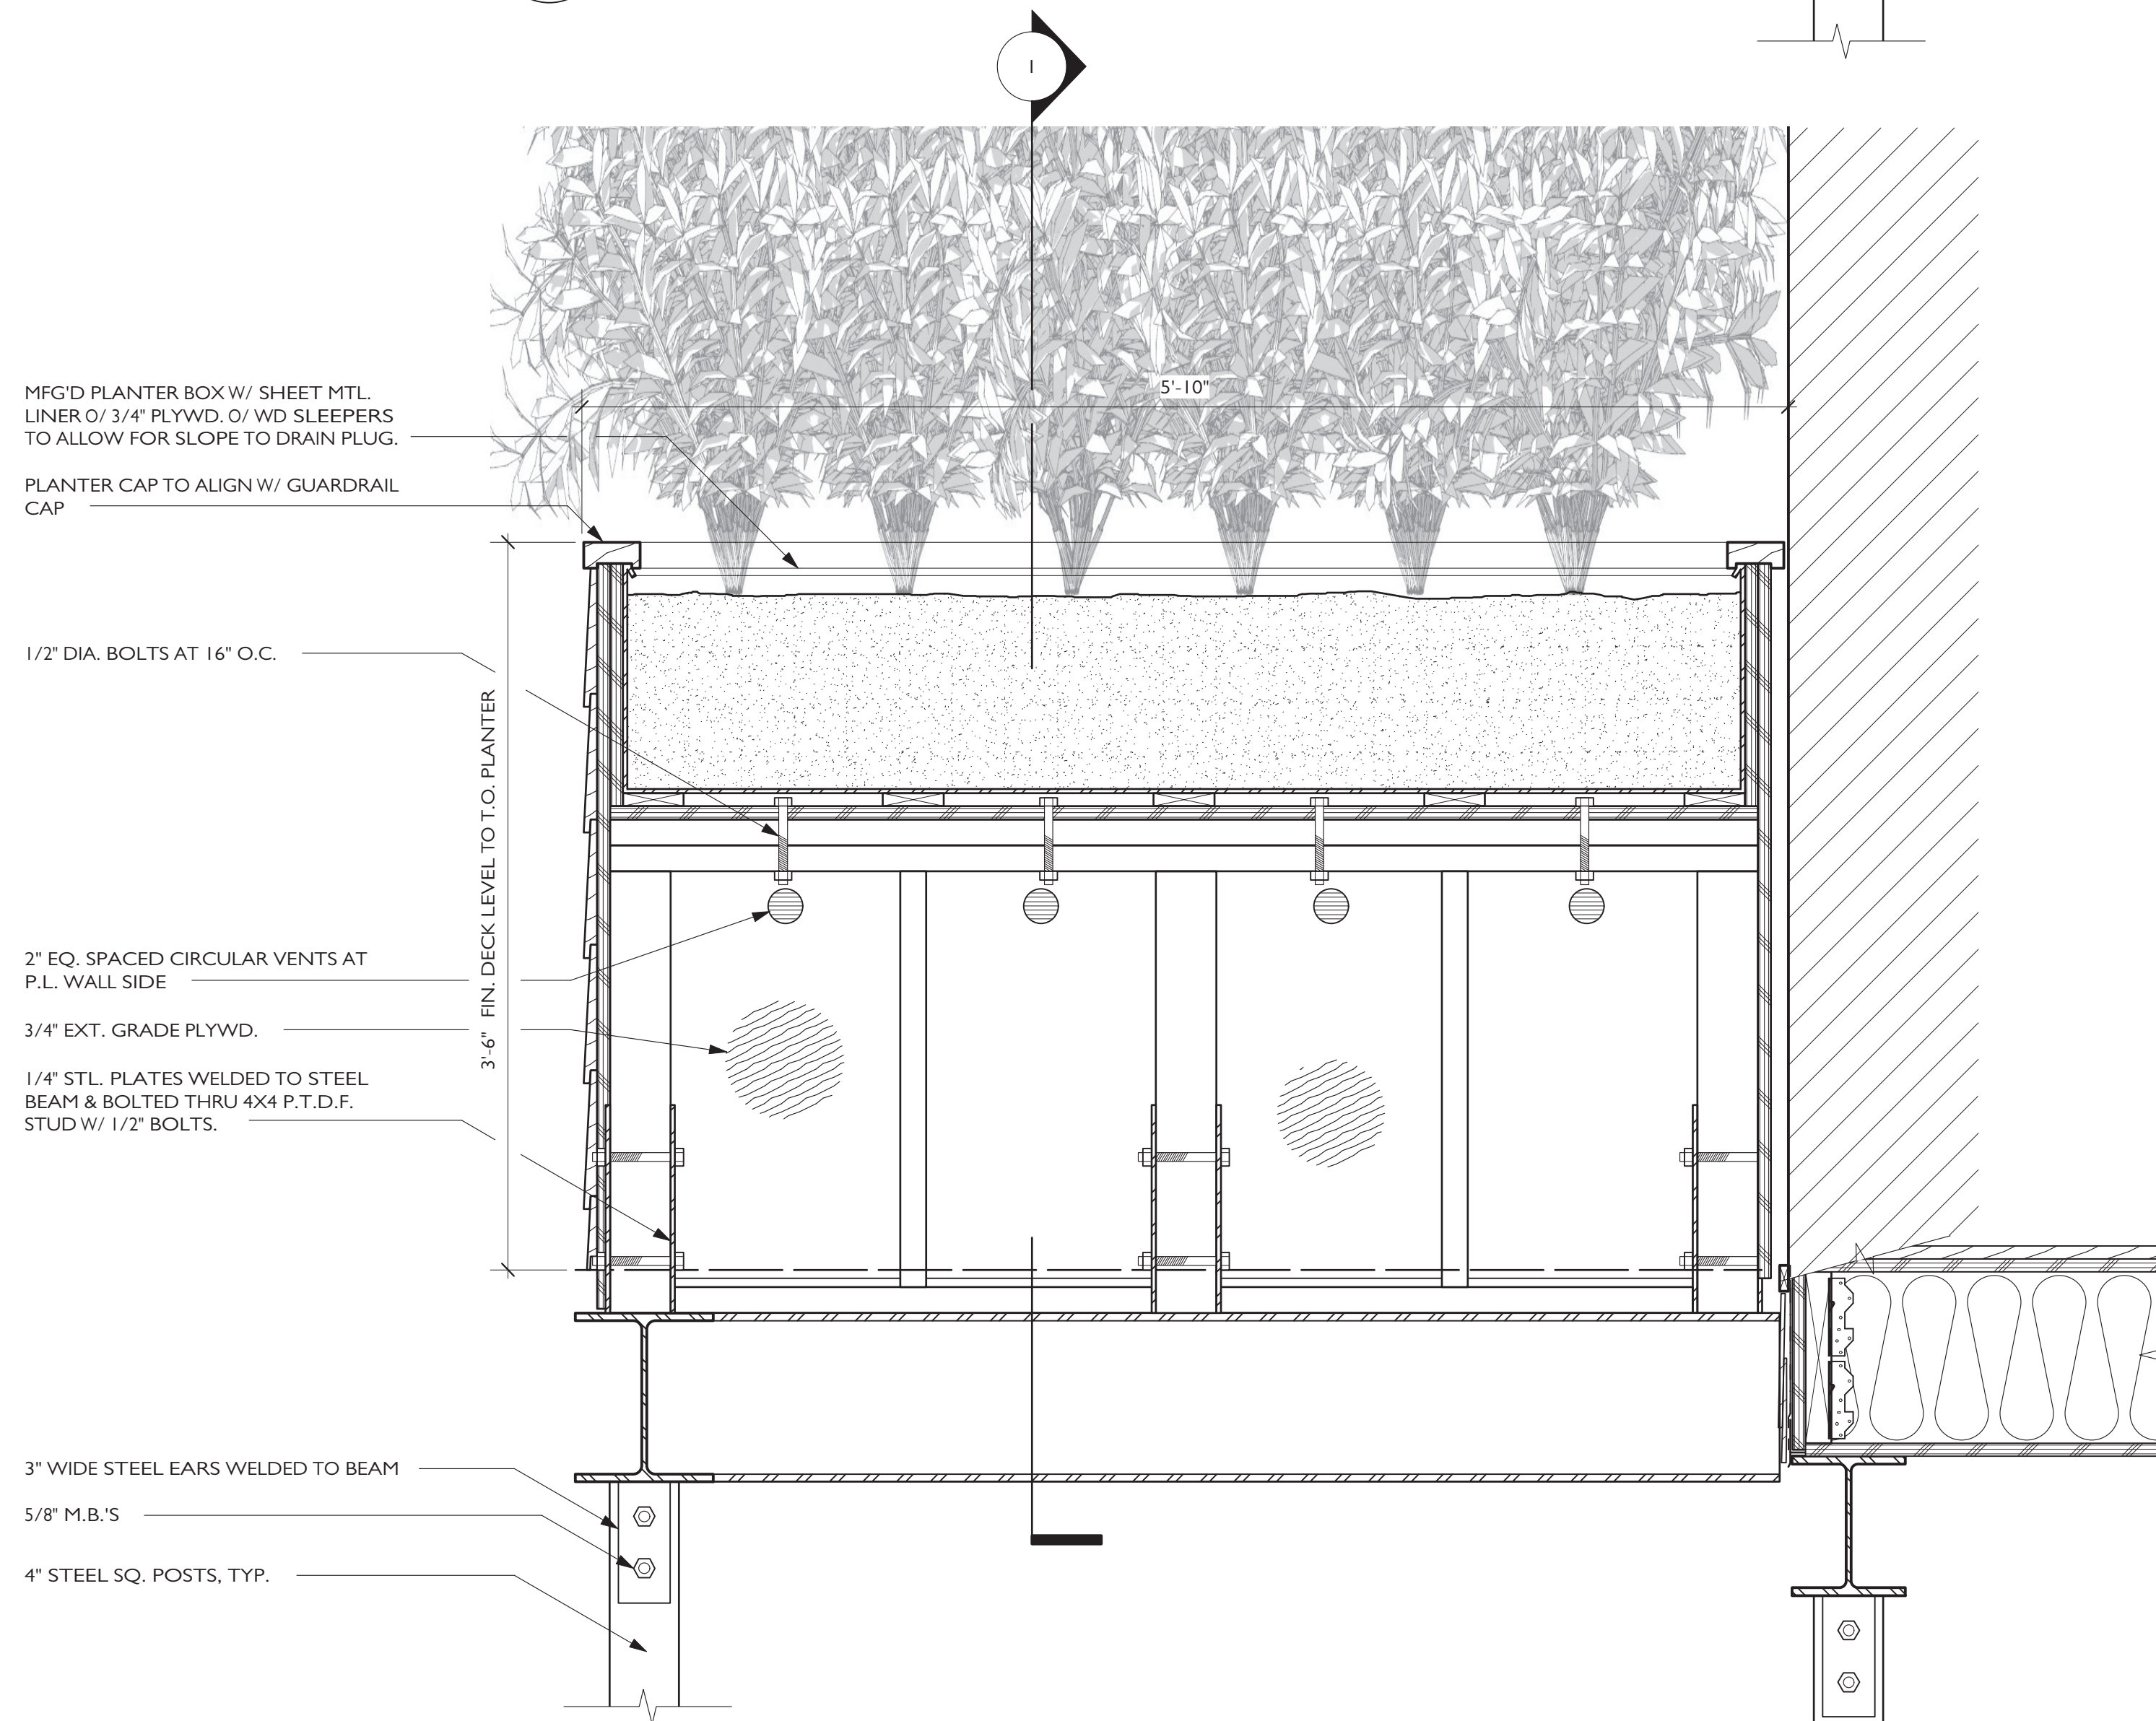 I
5'-10"
MFG'D PLANTER BOX W/ SHEET MTL.
LINER O/ 3/4" PLYWD. O/ WD SLEEPERS
TO ALLOW FOR SLOPE TO DRAIN PLUG.
PLANTER CAP TO ALIGN W/ GUARDRAIL
CAP
1/2" DIA. BOLTS AT 16" O.C.
3'-6" FIN. DECK LEVEL TO T.O. PLANTER
2" EQ. SPACED CIRCULAR VENTS AT
P.L. WALL SIDE
3/4" EXT. GRADE PLYWD.
1/4" STL. PLATES WELDED TO STEEL
BEAM & BOLTED THRU 4X4 P.T.D.F.
STUD W/ 1/2" BOLTS.
3" WIDE STEEL EARS WELDED TO BEAM
5/8" M.B.'S
4" STEEL SQ. POSTS, TYP.